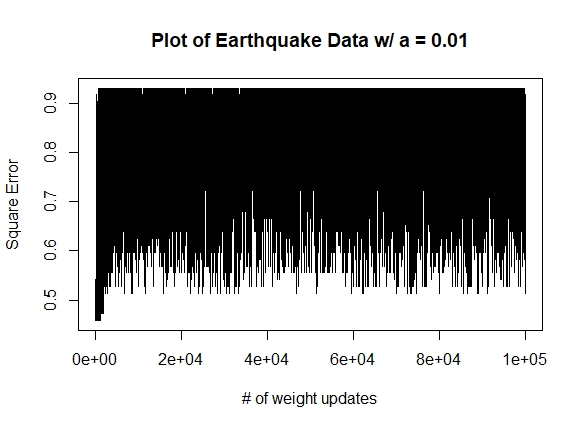 Plot of Earthquake Data w/ a = 0.01
Square Error
0.9
0.8
0.7
0.6
0.5
0e+00 2e+04 4e+04 6e+04 8e+04 1e+05
# of weight updates